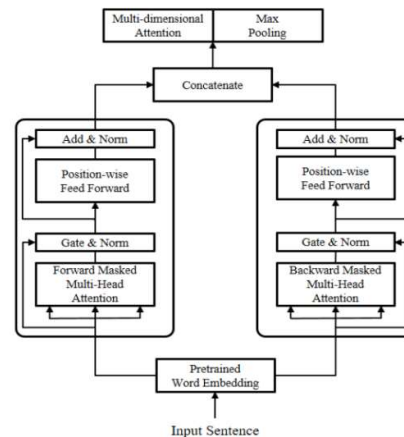 Multi-dimensional
Attention
Max
Pooling
Concatenate
Add & Norm
Position-wise
Feed Forward
Gate & Norm
Forward Masked
Multi-Head
Attention
Add & Norm
Position-wise
Feed Forward
Gate & Norm
Backward Masked
Multi-Head
Attention
Pretrained
Word Embedding
Input Sentence